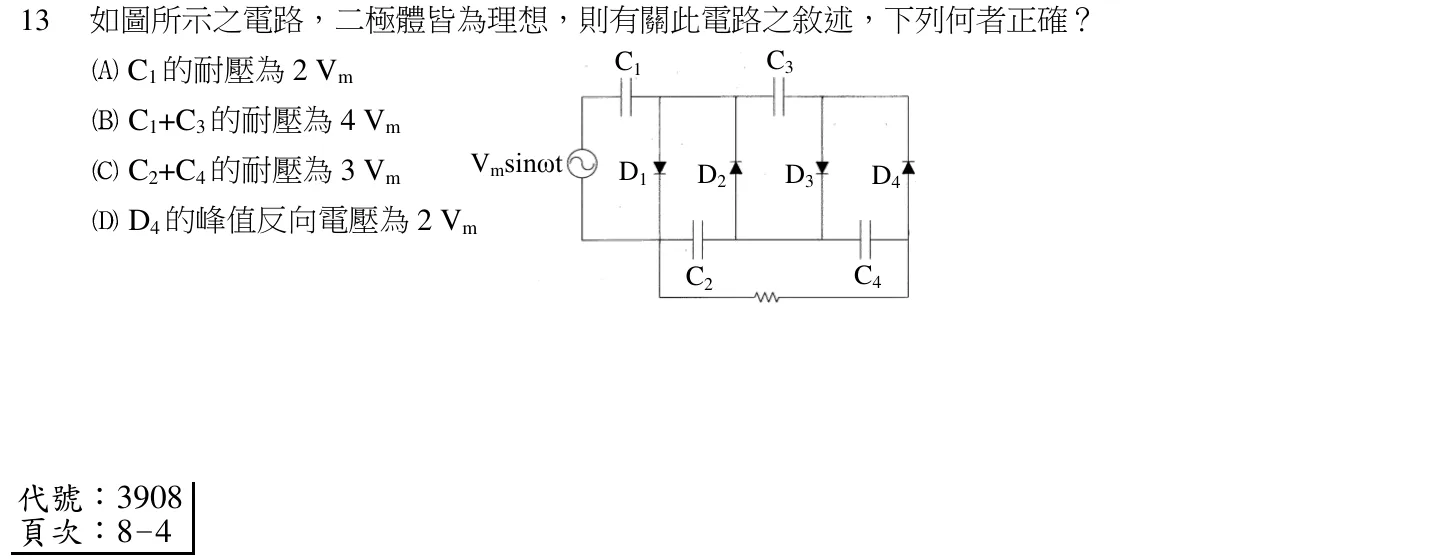 13 如圖所示之電路，二極體皆為理想，則有關此電路之敘述，下列何者正確？
(A) C₁的耐壓為 2 Vₘ
(B) C₁+C₃的耐壓為 4 Vₘ
(C) C₂+C₄的耐壓為 3 Vₘ
(D) D₄的峰值反向電壓為 2 Vₘ
C₁ C₃
Vₘsinωt D₁ D₂ D₃ D₄
C₂ C₄
代號：3908
頁次：8－4